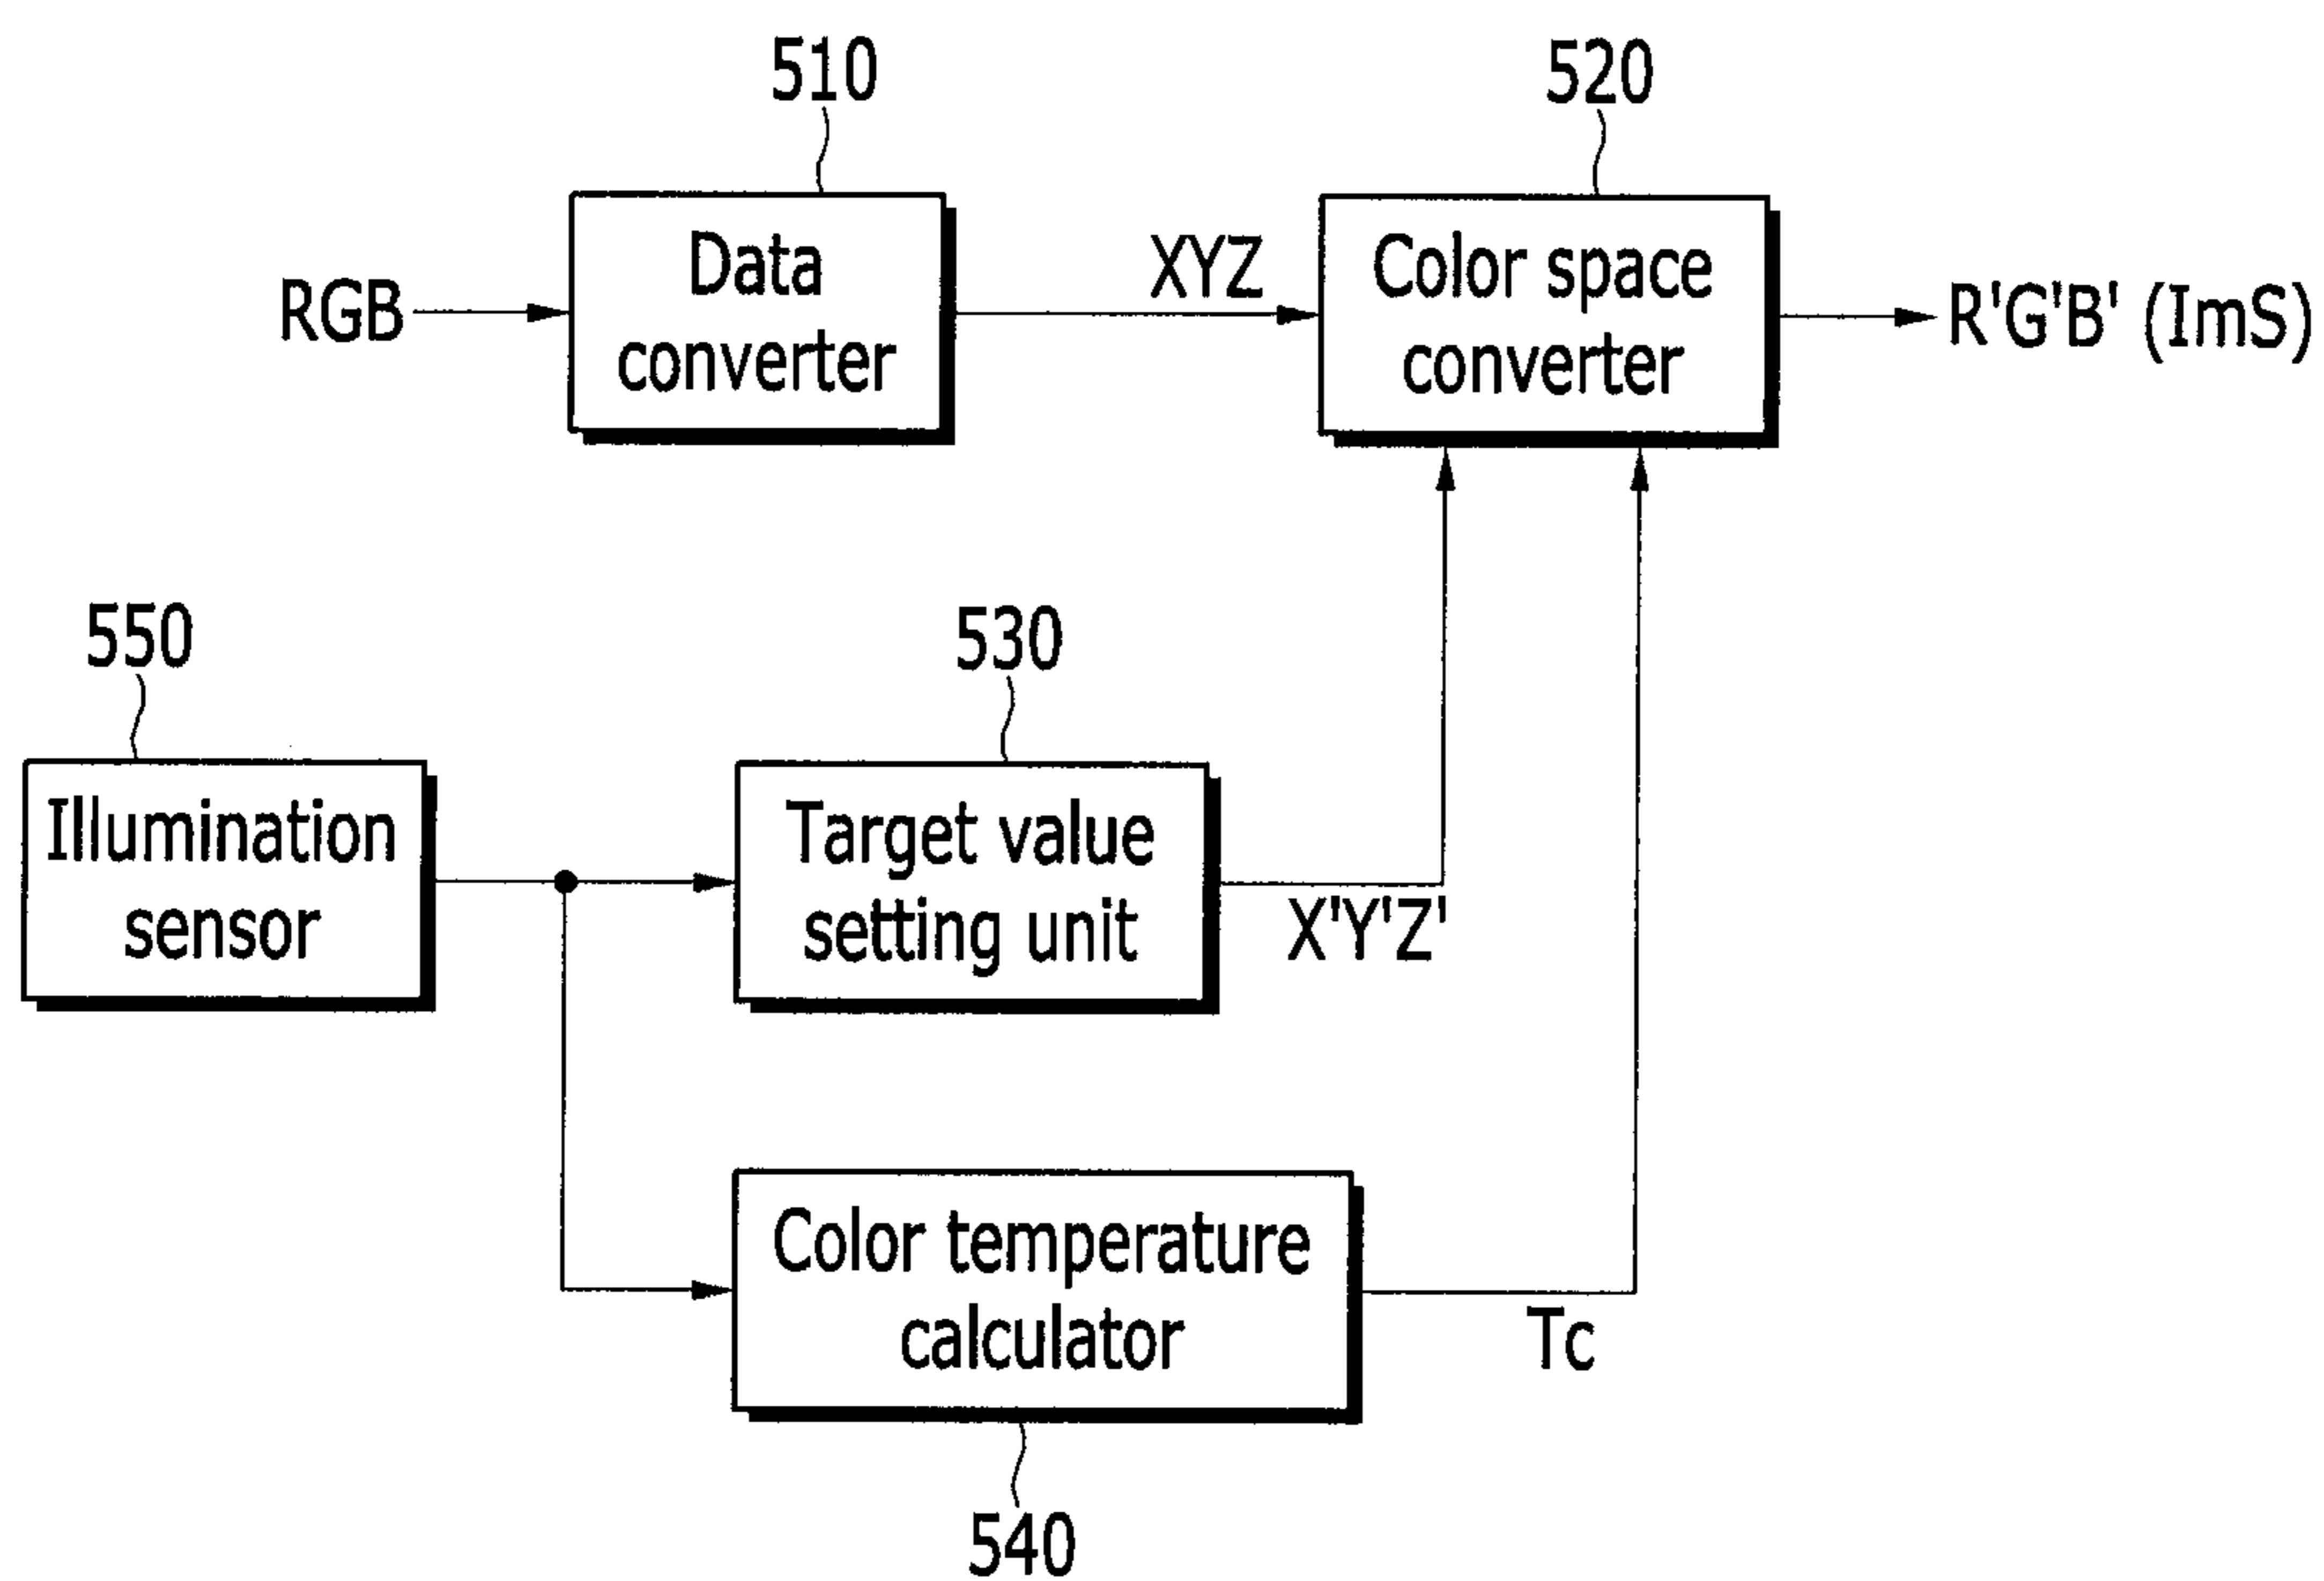 510
520
RGB
Data
converter
XYZ
Color space
converter
R'G'B' (ImS)
550
530
Illumination
sensor
Target value
setting unit
X'Y'Z'
Color temperature
calculator
Tc
540